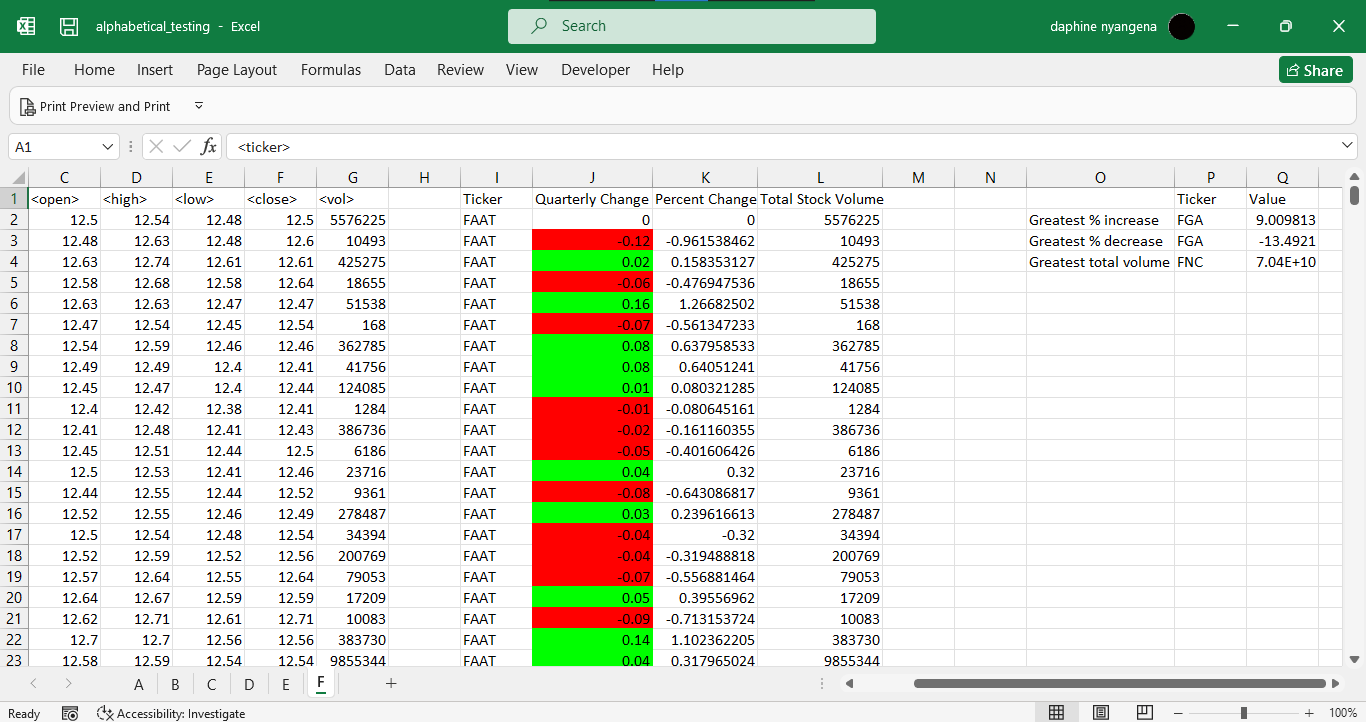 alphabetical_testing - Excel
Search
daphine nyangena
File Home Insert Page Layout Formulas Data Review View Developer Help
Share
Print Preview and Print
A1 fx <ticker>
C D E F G H I J K L M N O P Q
1 <open> <high> <low> <close> <vol> Ticker Quarterly Change Percent Change Total Stock Volume Ticker Value
2 12.5 12.54 12.48 12.5 5576225 FAAT 0 0 5576225 Greatest % increase FGA 9.009813
3 12.48 12.63 12.48 12.6 10493 FAAT -0.12 -0.961538462 10493 Greatest % decrease FGA -13.4921
4 12.63 12.74 12.61 12.61 425275 FAAT 0.02 0.158353127 425275 Greatest total volume FNC 7.04E+10
5 12.58 12.68 12.58 12.64 18655 FAAT -0.06 -0.476947536 18655
6 12.63 12.63 12.47 12.47 51538 FAAT 0.16 1.26682502 51538
7 12.47 12.54 12.45 12.54 168 FAAT -0.07 -0.561347233 168
8 12.54 12.59 12.46 12.46 362785 FAAT 0.08 0.637958533 362785
9 12.49 12.49 12.4 12.41 41756 FAAT 0.08 0.64051241 41756
10 12.45 12.47 12.4 12.44 124085 FAAT 0.01 0.080321285 124085
11 12.4 12.42 12.38 12.41 1284 FAAT -0.01 -0.080645161 1284
12 12.41 12.48 12.41 12.43 386736 FAAT -0.02 -0.161160355 386736
13 12.45 12.51 12.44 12.5 6186 FAAT -0.05 -0.401606426 6186
14 12.5 12.53 12.41 12.46 23716 FAAT 0.04 0.32 23716
15 12.44 12.55 12.44 12.52 9361 FAAT -0.08 -0.643086817 9361
16 12.52 12.55 12.46 12.49 278487 FAAT 0.03 0.239616613 278487
17 12.5 12.54 12.48 12.54 34394 FAAT -0.04 -0.32 34394
18 12.52 12.59 12.52 12.56 200769 FAAT -0.04 -0.319488818 200769
19 12.57 12.64 12.55 12.64 79053 FAAT -0.07 -0.556881464 79053
20 12.64 12.67 12.59 12.59 17209 FAAT 0.05 0.39556962 17209
21 12.62 12.71 12.61 12.71 10083 FAAT -0.09 -0.713153724 10083
22 12.7 12.7 12.56 12.56 383730 FAAT 0.14 1.102362205 383730
23 12.58 12.59 12.54 12.54 9855344 FAAT 0.04 0.317965024 9855344
A B C D E F
Ready Accessibility: Investigate 100%